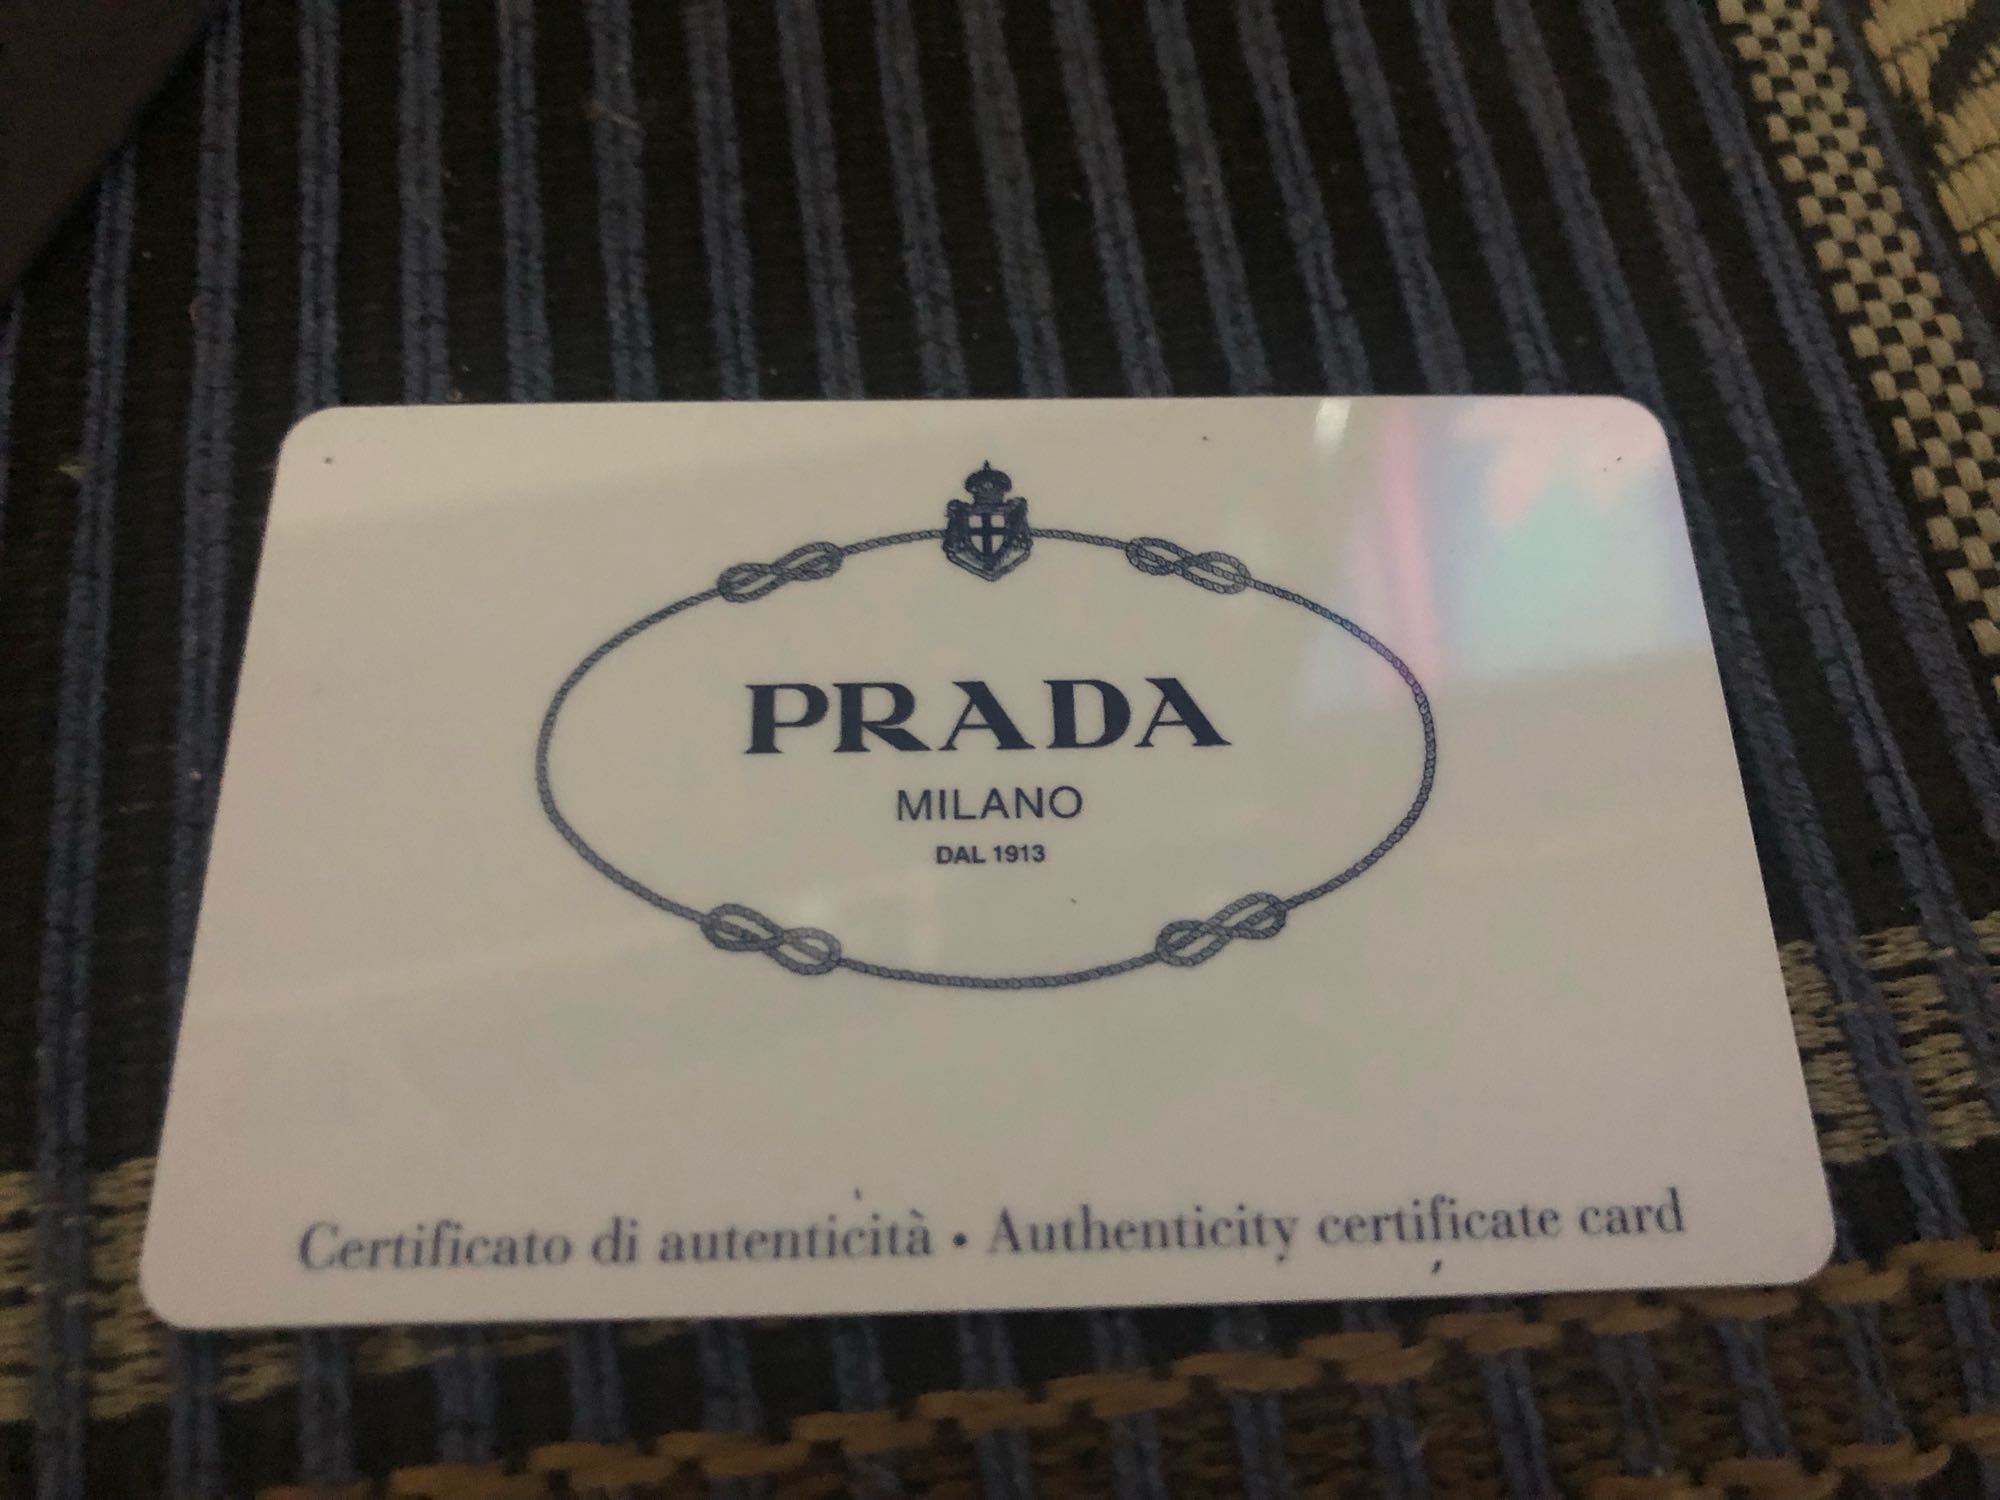 PRADA
MILANO
DAL 1913
Certificato di autenticità • Authenticity certificate card